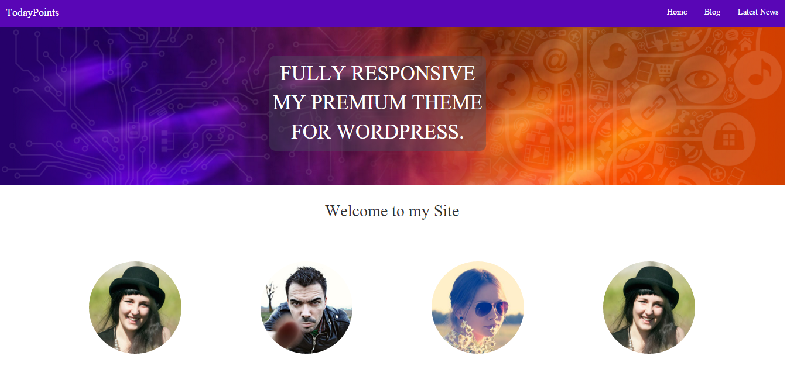 TodayPoints
Home Blog Latest News
FULLY RESPONSIVE
MY PREMIUM THEME
FOR WORDPRESS.
Welcome to my Site